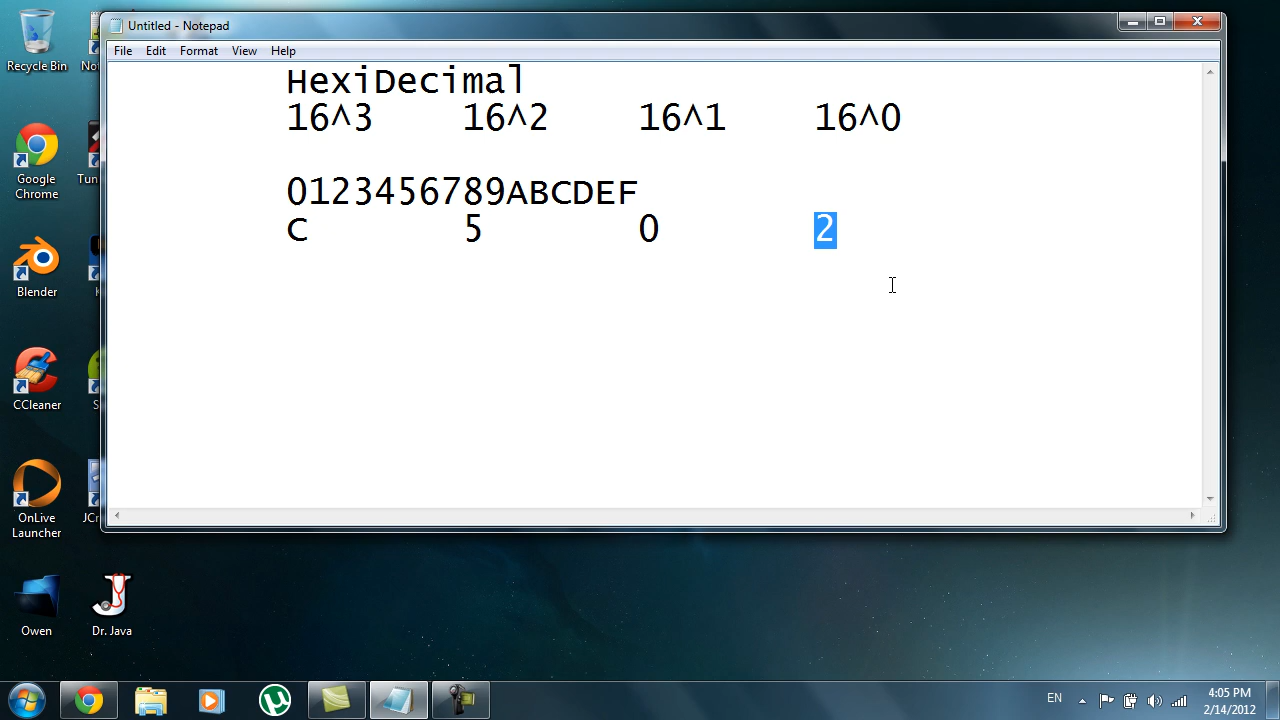 Untitled - Notepad
File Edit Format View Help
HexiDecimal
16^3 16^2 16^1 16^0
0123456789ABCDEF
C 5 0 2
Recycle Bin
Google
Chrome
Blender
CCleaner
OnLive
Launcher
Owen
Dr. Java
EN
4:05 PM
2/14/2012